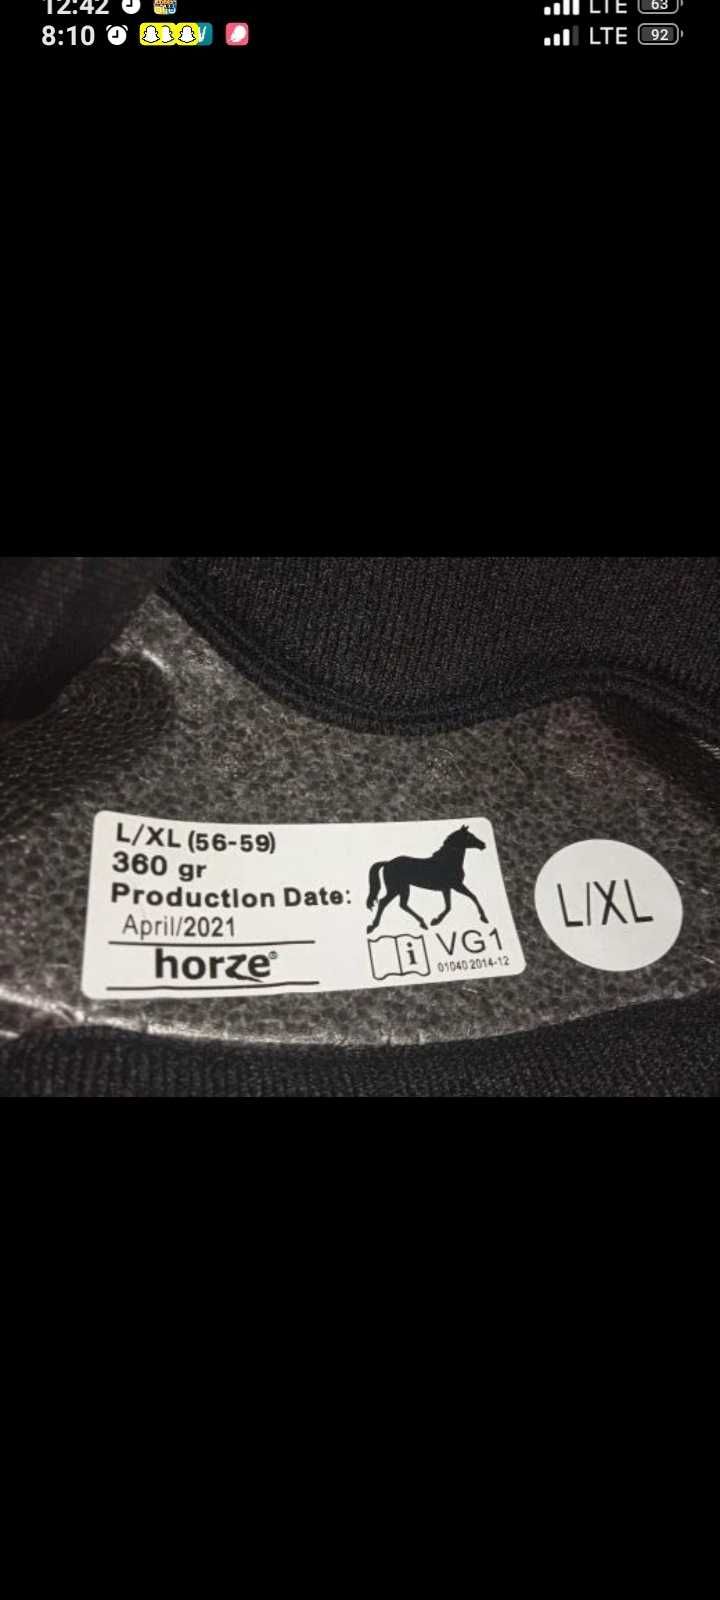 12:42
LTE 63
8:10
LTE 92
L/XL (56-59)
360 gr
Production Date:
April/2021
horze®
i
VG1
01040 2014-12
L/XL